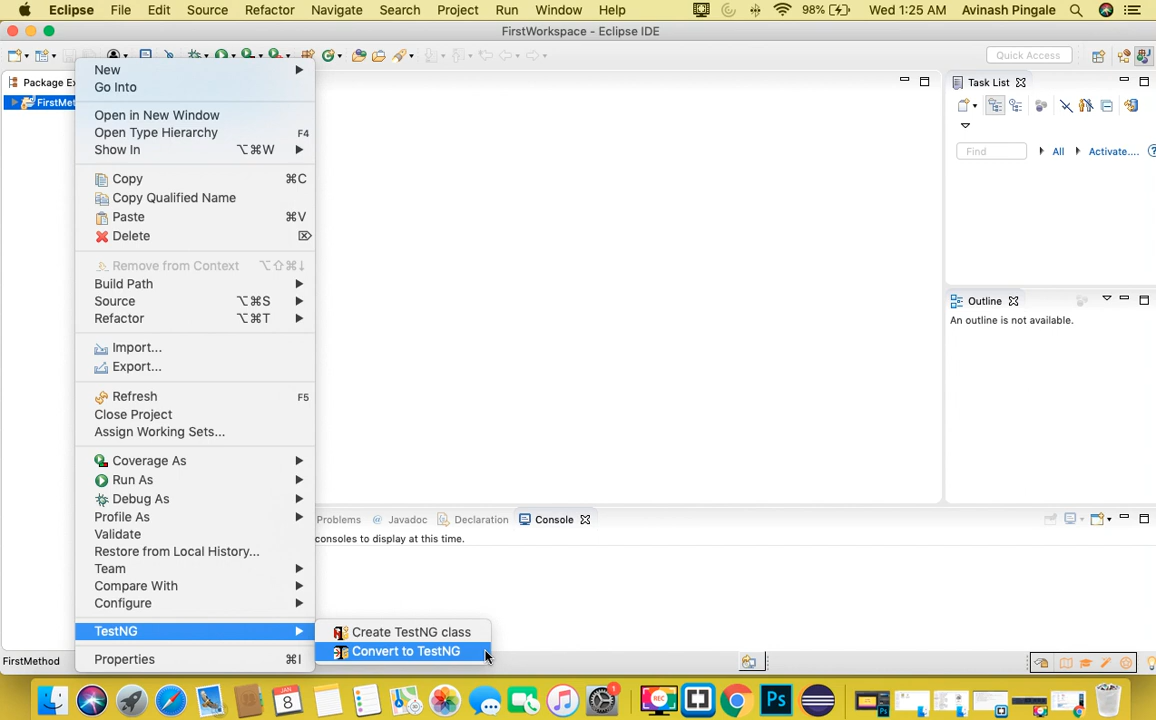 Eclipse File Edit Source Refactor Navigate Search Project Run Window Help 98% Wed 1:25 AM Avinash Pingale
FirstWorkspace - Eclipse IDE
Quick Access
Package Ex
FirstMet
New
Go Into
Open in New Window
Open Type Hierarchy F4
Show In ⌥⌘W
Copy ⌘C
Copy Qualified Name
Paste ⌘V
Delete ⌦
Remove from Context ⌥⇧⌘↓
Build Path
Source ⌥⌘S
Refactor ⌥⌘T
Import...
Export...
Refresh F5
Close Project
Assign Working Sets...
Coverage As
Run As
Debug As
Profile As
Validate
Restore from Local History...
Team
Compare With
Configure
TestNG
Properties ⌘I
Create TestNG class
Convert to TestNG
Task List
Find All Activate....
Outline
An outline is not available.
Problems @ Javadoc Declaration Console
consoles to display at this time.
FirstMethod
JAN
8
1